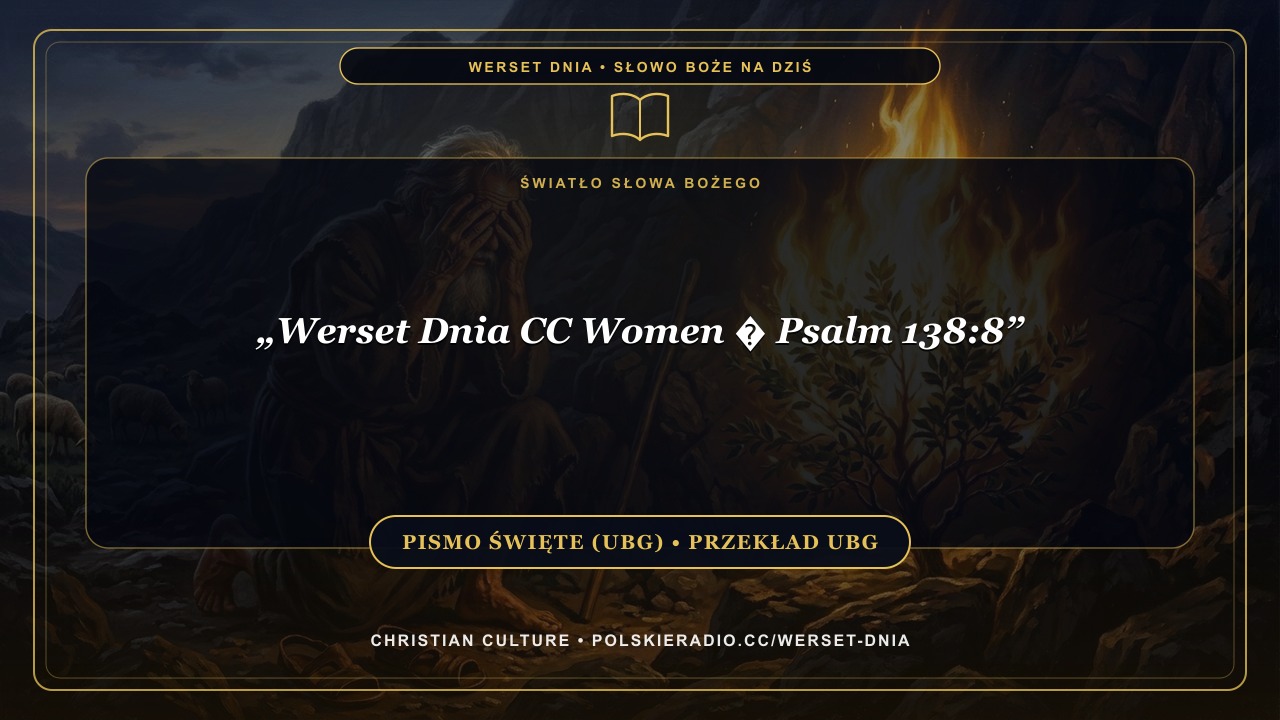 WERSET DNIA • SŁOWO BOŻE NA DZIŚ
ŚWIATŁO SŁOWA BOŻEGO
„Werset Dnia CC Women � Psalm 138:8”
PISMO ŚWIĘTE (UBG) • PRZEKŁAD UBG
CHRISTIAN CULTURE • POLSKIERADIO.CC/WERSET-DNIA